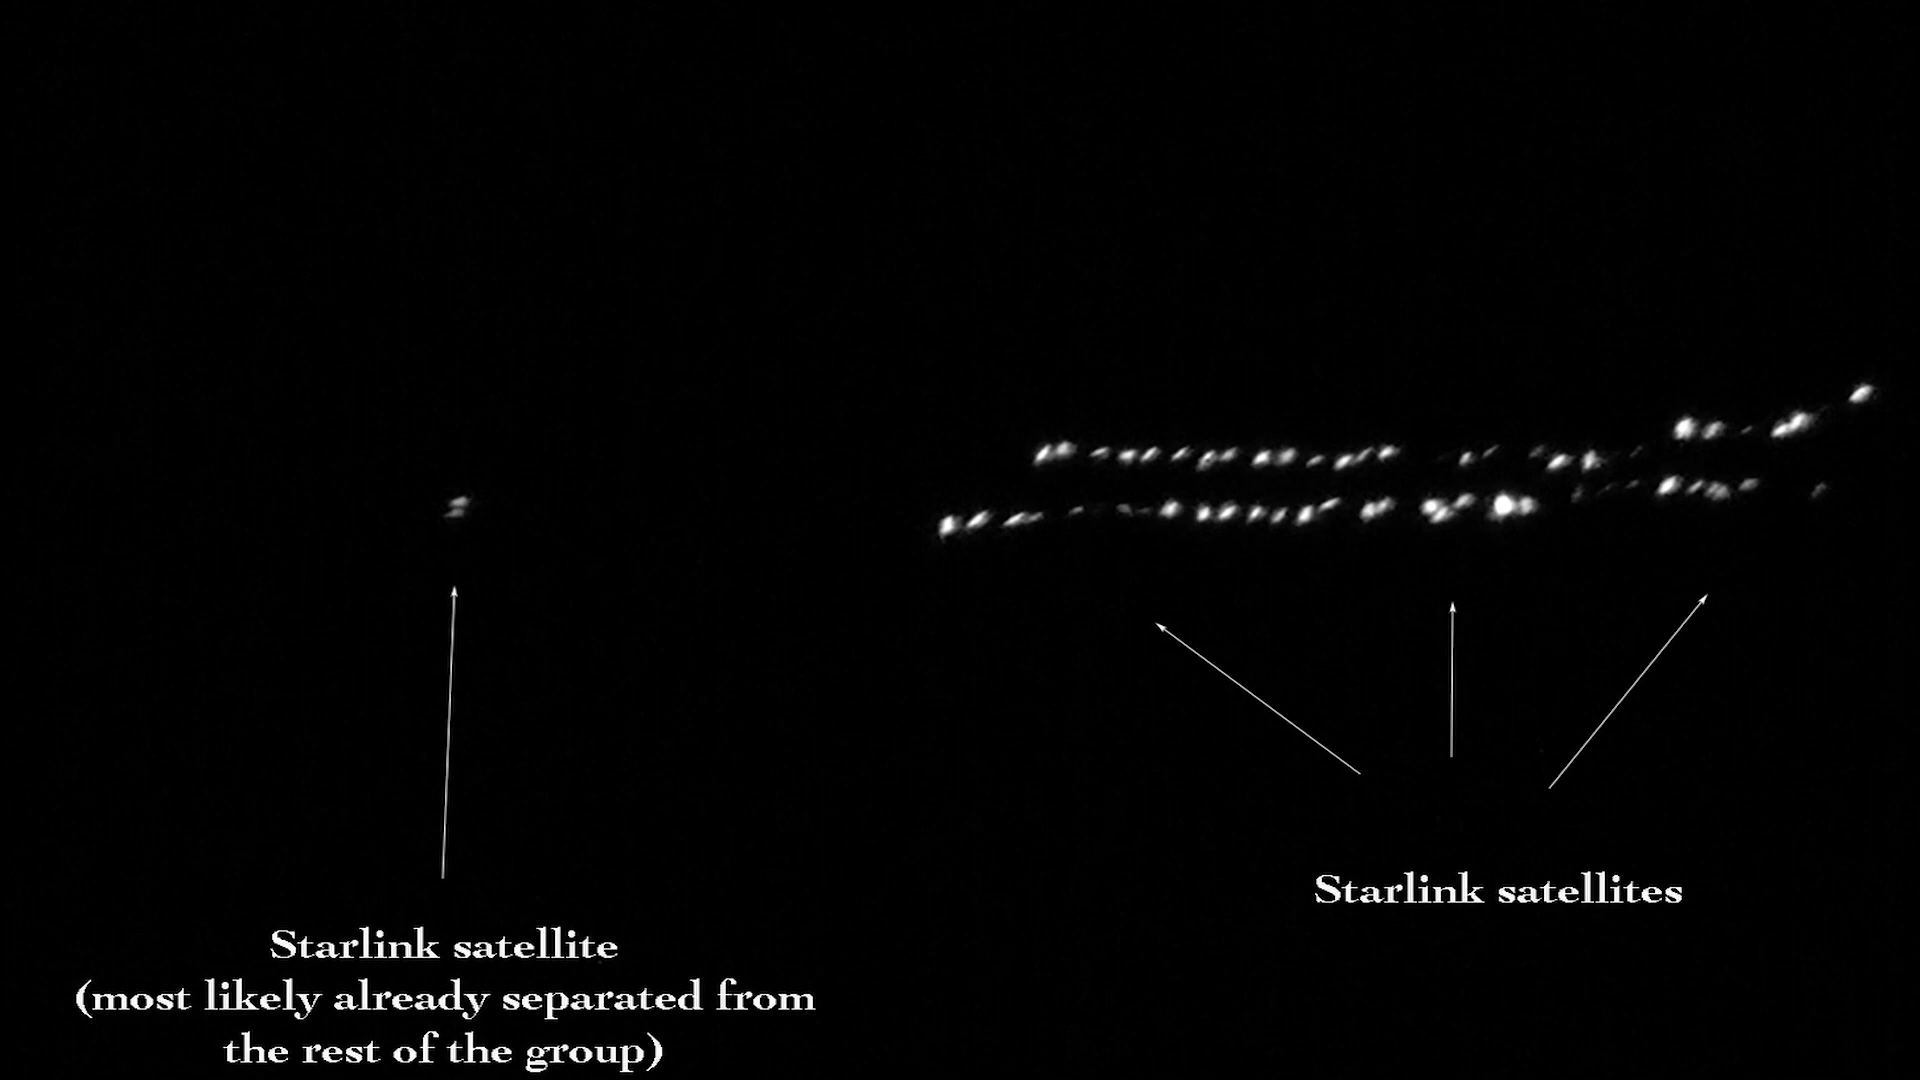 Starlink satellites
Starlink satellite
(most likely already separated from
the rest of the group)